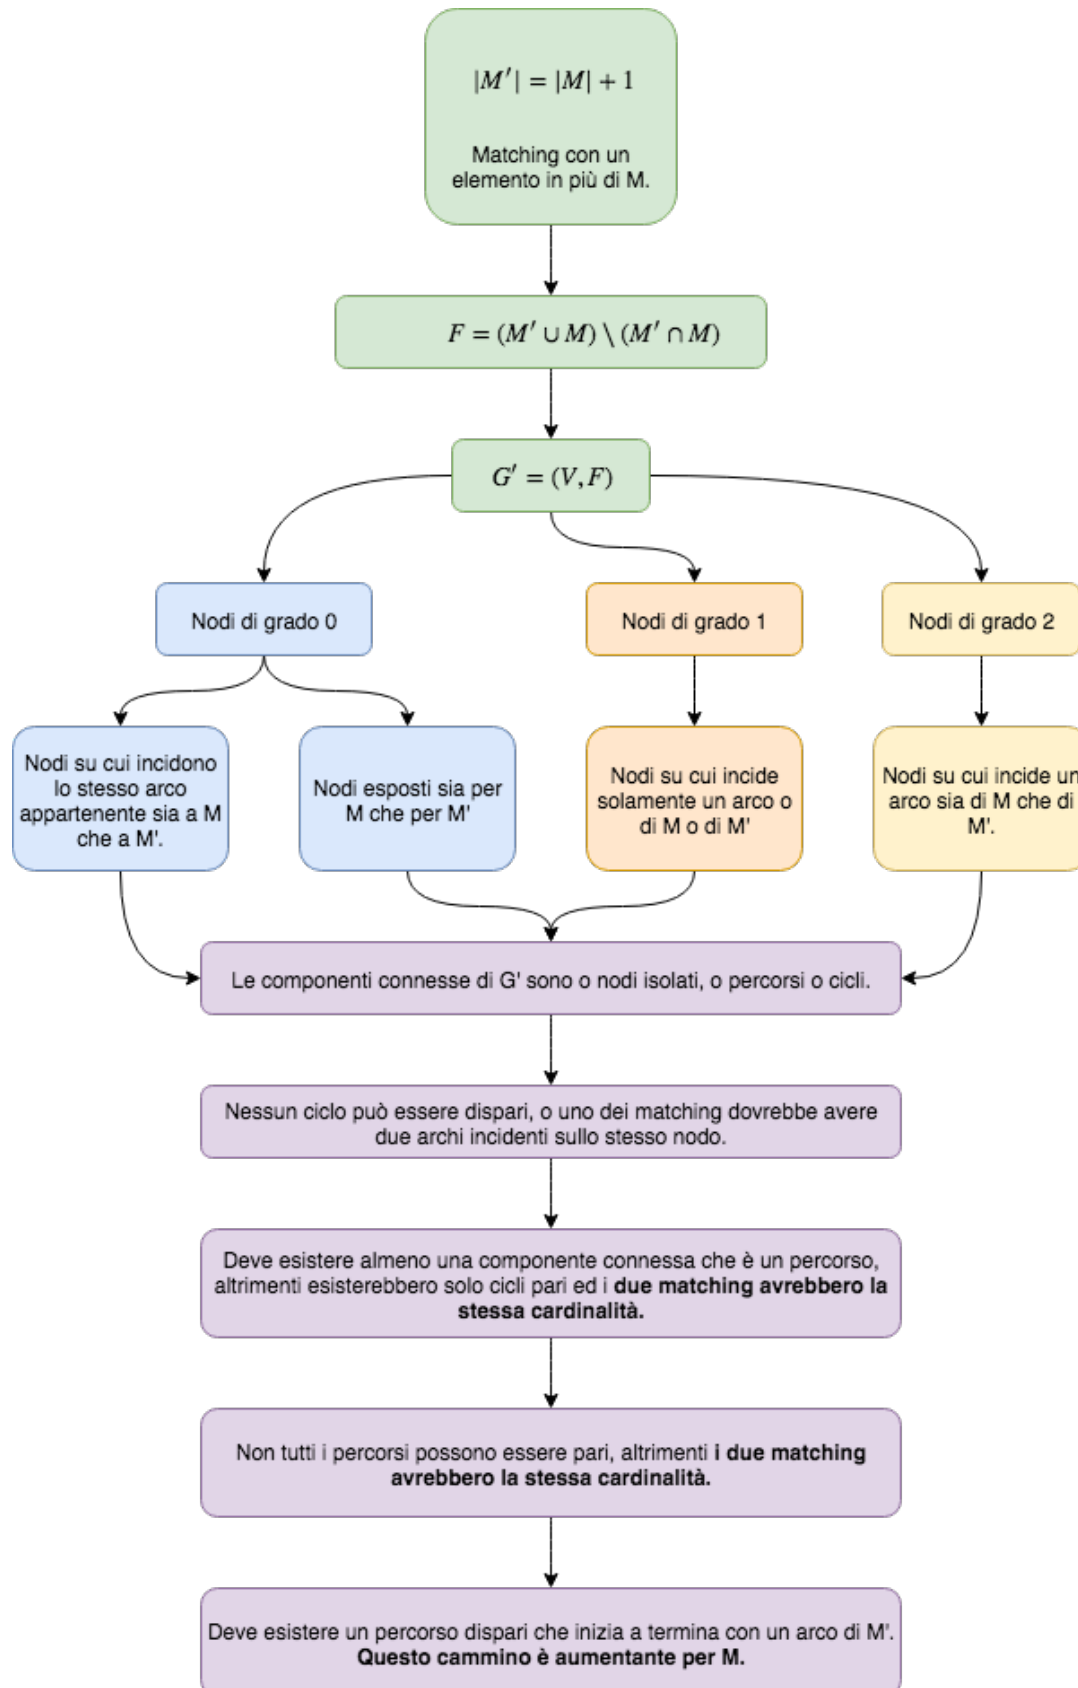 |M′| = |M| + 1
Matching con un
elemento in più di M.
F = (M′ ∪ M) \ (M′ ∩ M)
G′ = (V, F)
Nodi di grado 0
Nodi di grado 1
Nodi di grado 2
Nodi su cui incidono
lo stesso arco
appartenente sia a M
che a M'.
Nodi esposti sia per
M che per M'
Nodi su cui incide
solamente un arco o
di M o di M'
Nodi su cui incide un
arco sia di M che di
M'.
Le componenti connesse di G' sono o nodi isolati, o percorsi o cicli.
Nessun ciclo può essere dispari, o uno dei matching dovrebbe avere
due archi incidenti sullo stesso nodo.
Deve esistere almeno una componente connessa che è un percorso,
altrimenti esisterebbero solo cicli pari ed i due matching avrebbero la
stessa cardinalità.
Non tutti i percorsi possono essere pari, altrimenti i due matching
avrebbero la stessa cardinalità.
Deve esistere un percorso dispari che inizia a termina con un arco di M'.
Questo cammino è aumentante per M.